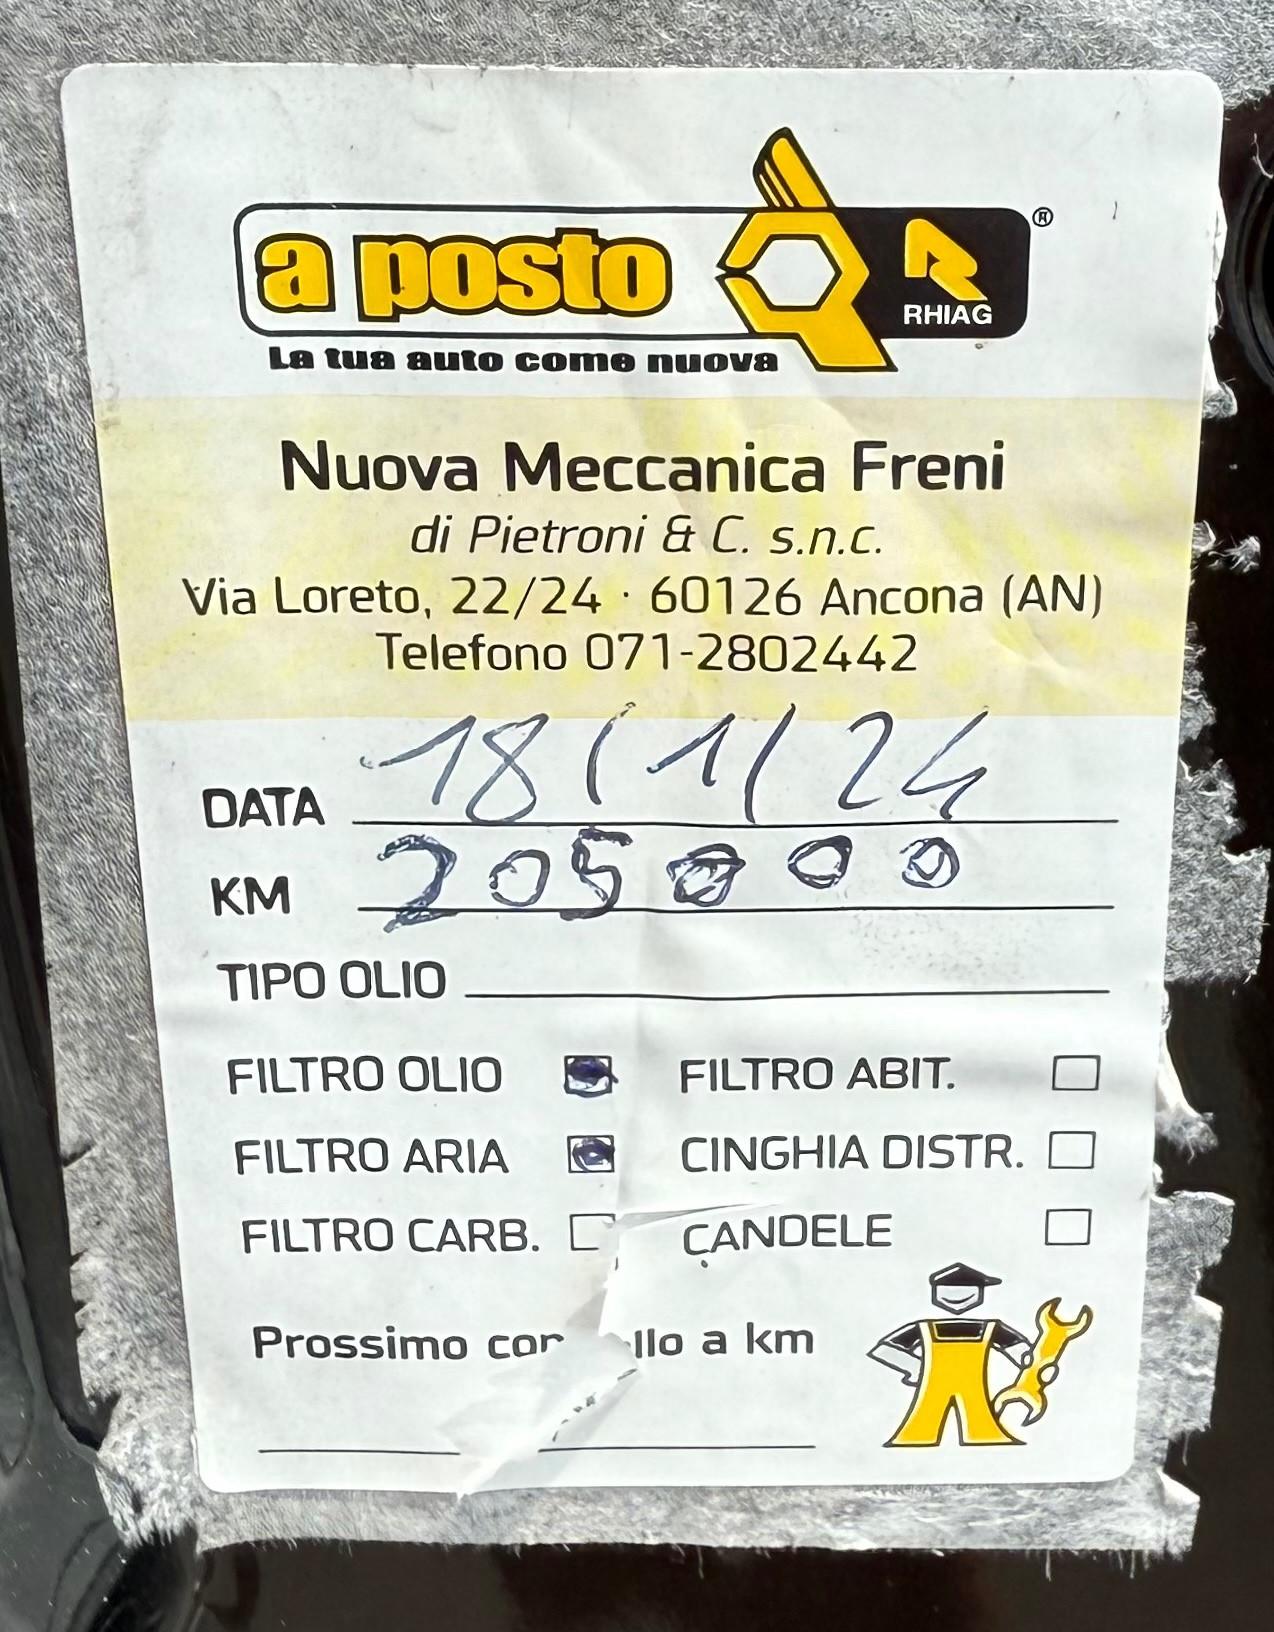 a posto
RHIAG
®
La tua auto come nuova
Nuova Meccanica Freni
di Pietroni & C. s.n.c.
Via Loreto, 22/24 · 60126 Ancona (AN)
Telefono 071-2802442
DATA 18/1/24
KM 205000
TIPO OLIO
FILTRO OLIO FILTRO ABIT.
FILTRO ARIA CINGHIA DISTR.
FILTRO CARB. CANDELE
Prossimo con llo a km